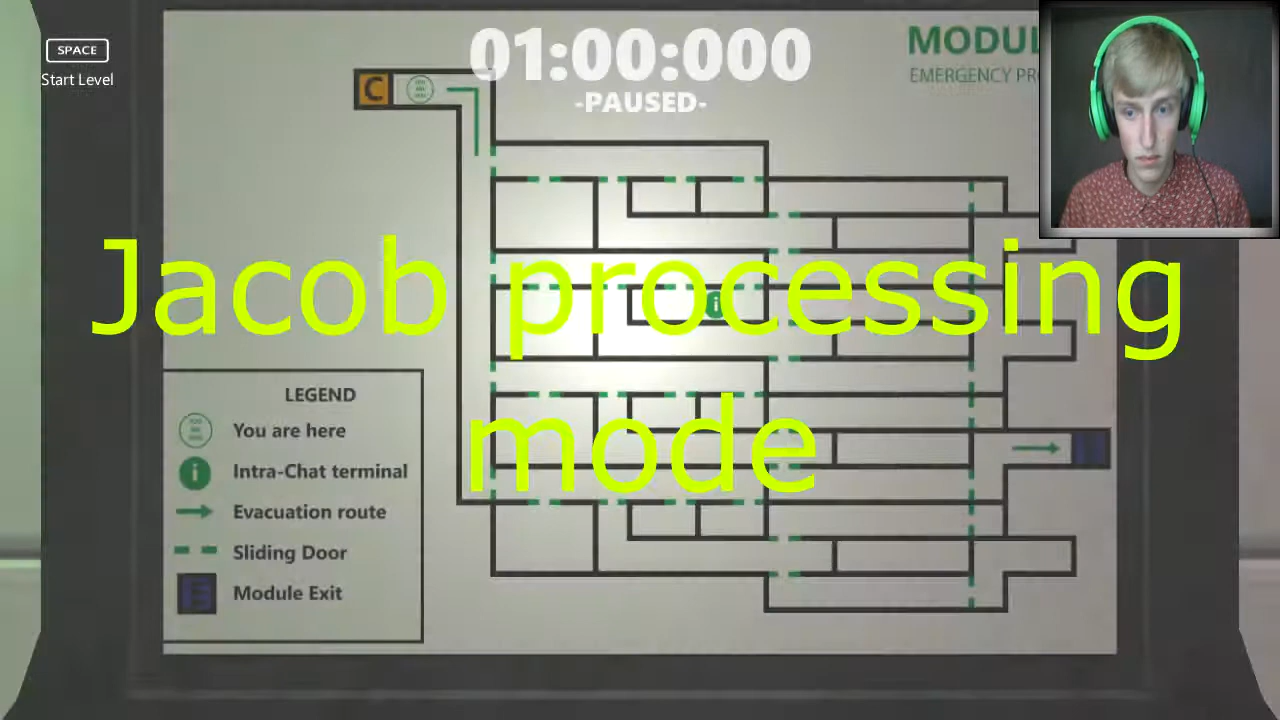 SPACE
Start Level
01:00:000
-PAUSED-
MODUL
EMERGENCY PRO
C
Jacob processing
mode
LEGEND
You are here
Intra-Chat terminal
Evacuation route
Sliding Door
Module Exit